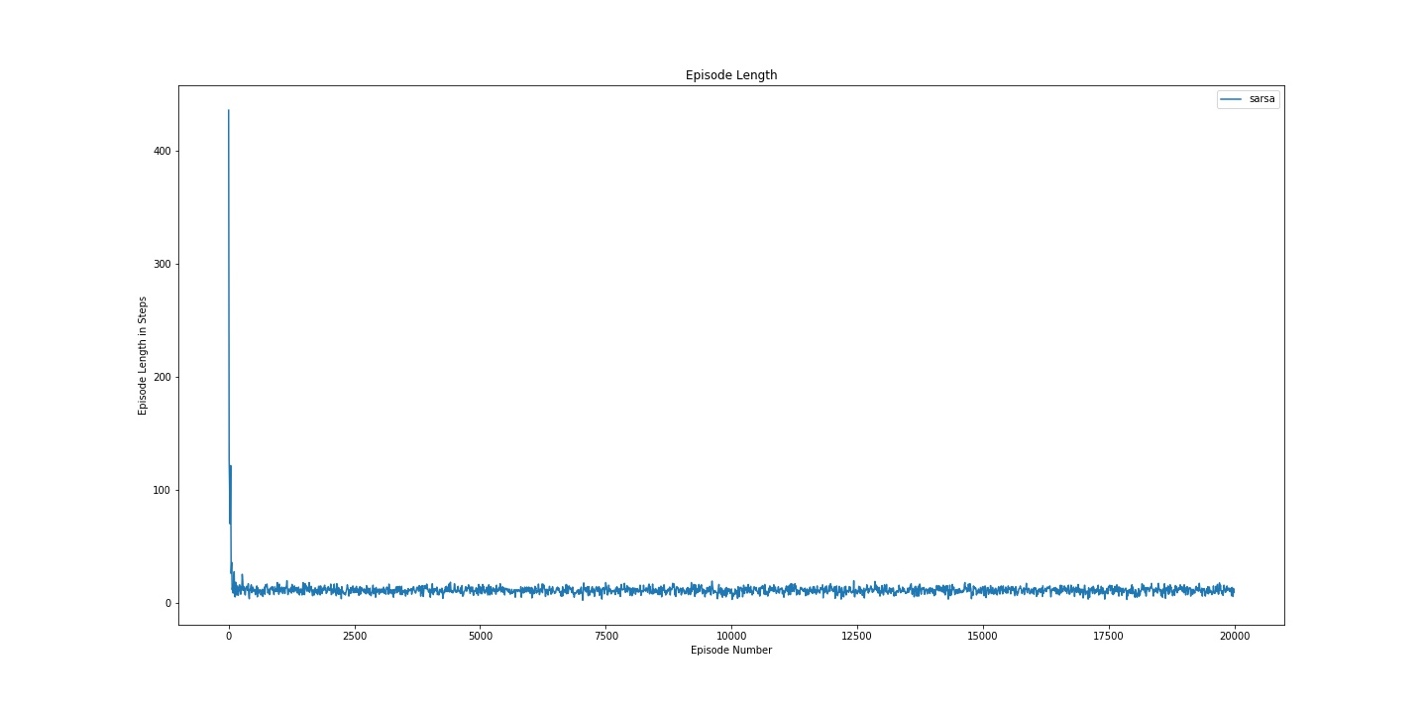 Episode Length
sarsa
400
300
200
100
0
Episode Length in Steps
0 2500 5000 7500 10000 12500 15000 17500 20000
Episode Number